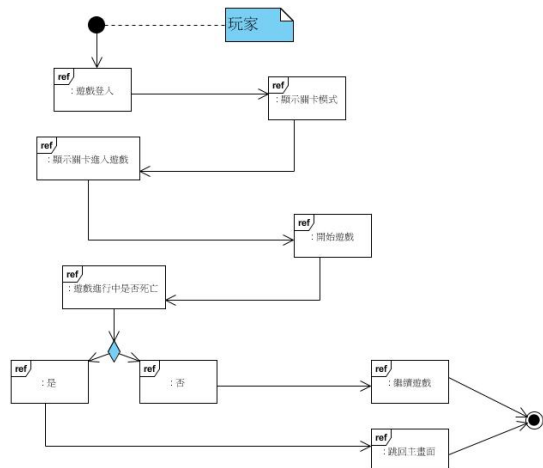 玩家
ref
: 遊戲登入
ref
: 顯示關卡模式
ref
: 顯示關卡進入遊戲
ref
: 開始遊戲
ref
: 遊戲進行中是否死亡
ref
: 是
ref
: 否
ref
: 繼續遊戲
ref
: 跳回主畫面